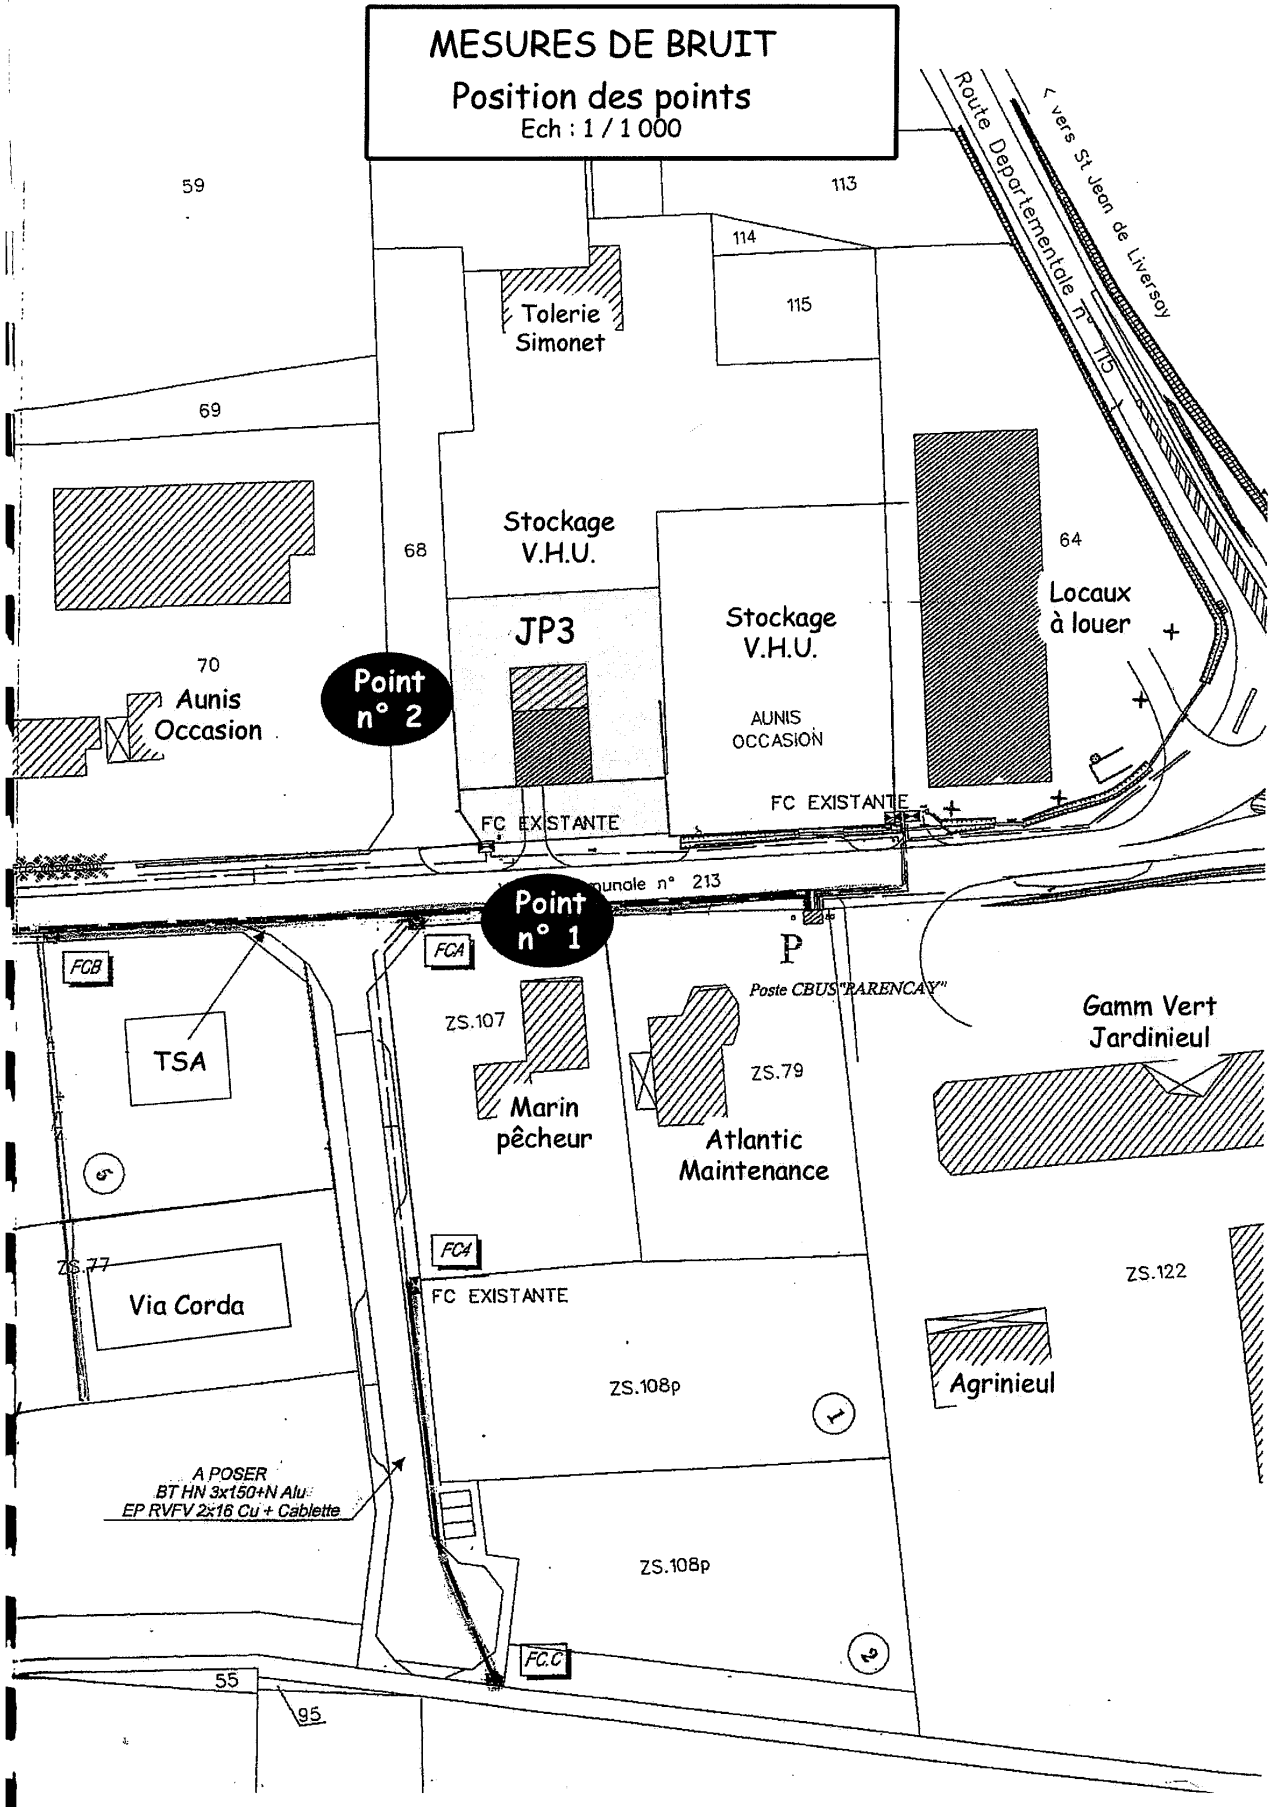 MESURES DE BRUIT
Position des points
Ech : 1 / 1 000
Route Departementale n° 115
< vers St Jean de Liversay
59
113
114
115
Tolerie
Simonet
69
68
Stockage
V.H.U.
64
Locaux
à louer
JP3
Stockage
V.H.U.
70
Aunis
Occasion
Point
n° 2
AUNIS
OCCASION
FC EXISTANTE
FC EXISTANTE
n° 213
Point
n° 1
FCB
FCA
P
Poste CBUS "PARENCAY"
Gamm Vert
Jardinieul
ZS.107
TSA
ZS.79
Marin
pêcheur
Atlantic
Maintenance
5
FC4
ZS.77
ZS.122
Via Corda
FC EXISTANTE
ZS.108p
Agrinieul
1
A POSER
BT HN 3x150+N Alu
EP RVFV 2x16 Cu + Cablette
ZS.108p
2
FC.C
55
95